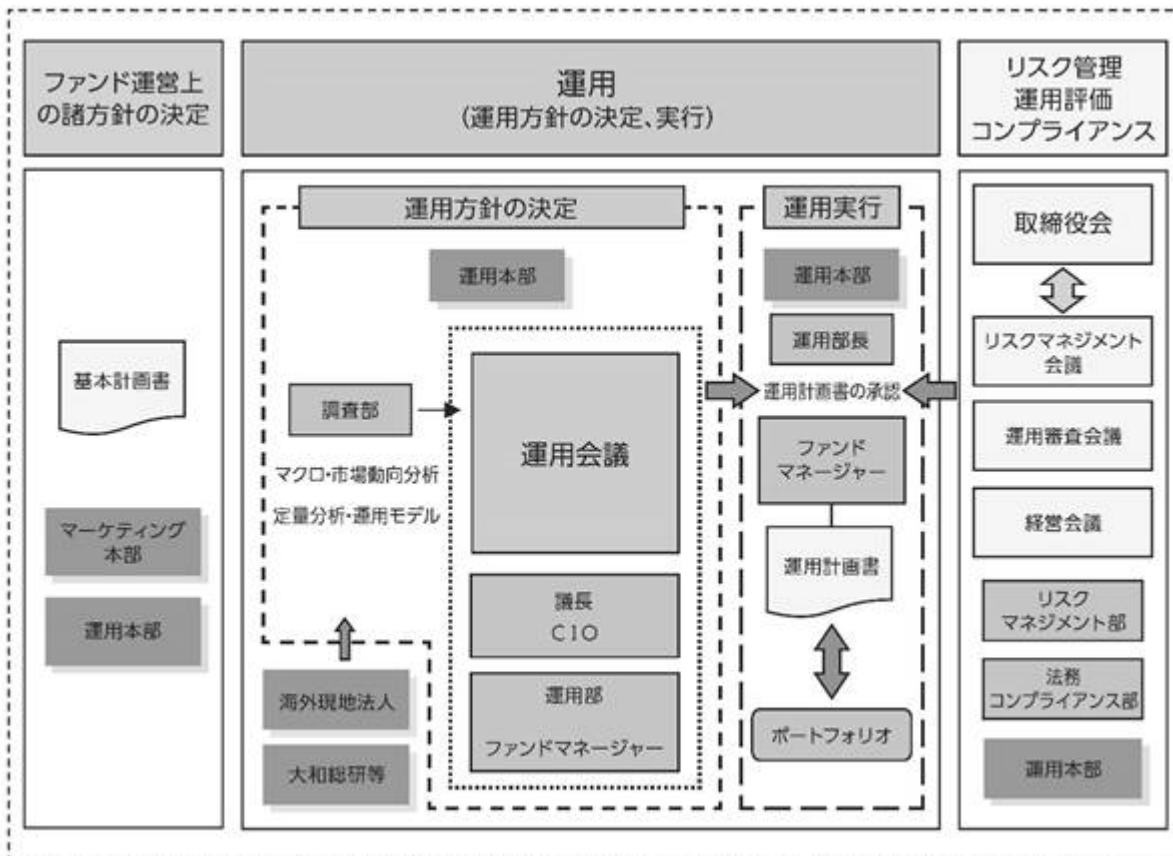 ファンド運営上
の諸方針の決定
運用
(運用方針の決定、実行)
リスク管理
運用評価
コンプライアンス
基本計画書
マーケティング
本部
運用本部
運用方針の決定
運用本部
調査部
マクロ・市場動向分析
定量分析・運用モデル
海外現地法人
大和総研等
運用会議
議長
CIO
運用部
ファンドマネージャー
運用実行
運用本部
運用部長
運用計画書の承認
ファンド
マネージャー
運用計画書
ポートフォリオ
取締役会
リスクマネジメント
会議
運用審査会議
経営会議
リスク
マネジメント部
法務
コンプライアンス部
運用本部